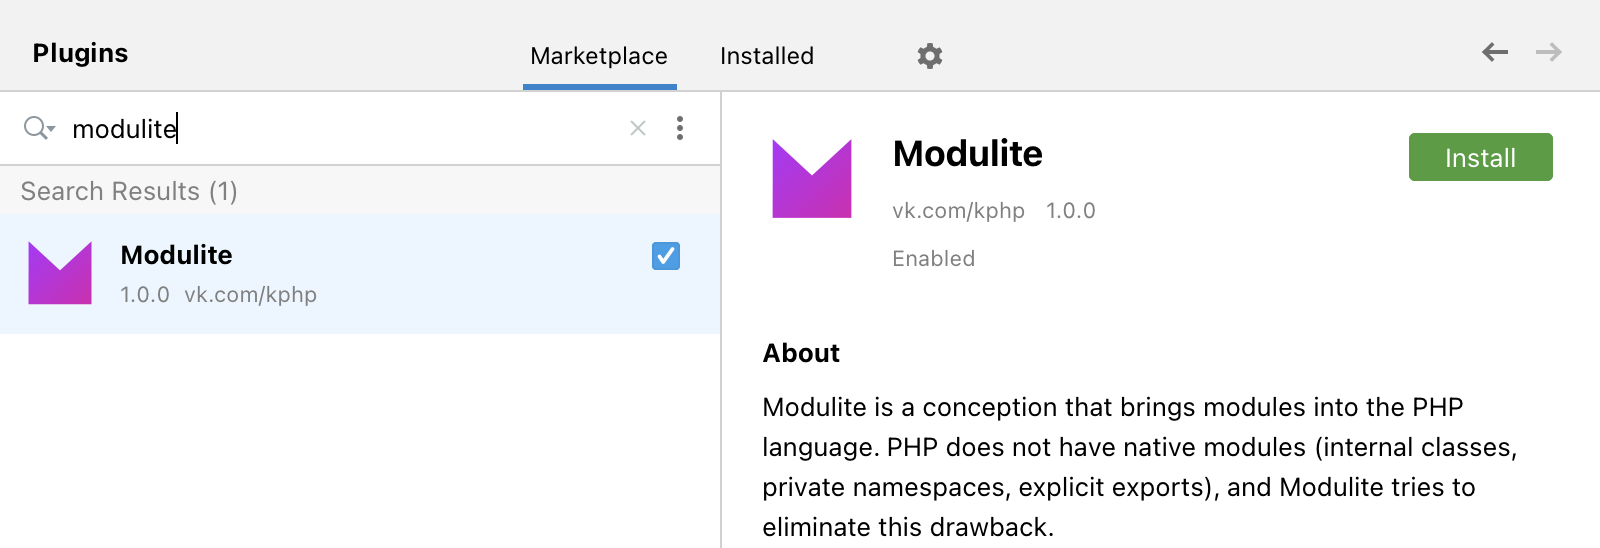 Plugins
Marketplace
Installed
modulite
Search Results (1)
Modulite
1.0.0 vk.com/kphp
Modulite
Install
vk.com/kphp 1.0.0
Enabled
About
Modulite is a conception that brings modules into the PHP
language. PHP does not have native modules (internal classes,
private namespaces, explicit exports), and Modulite tries to
eliminate this drawback.